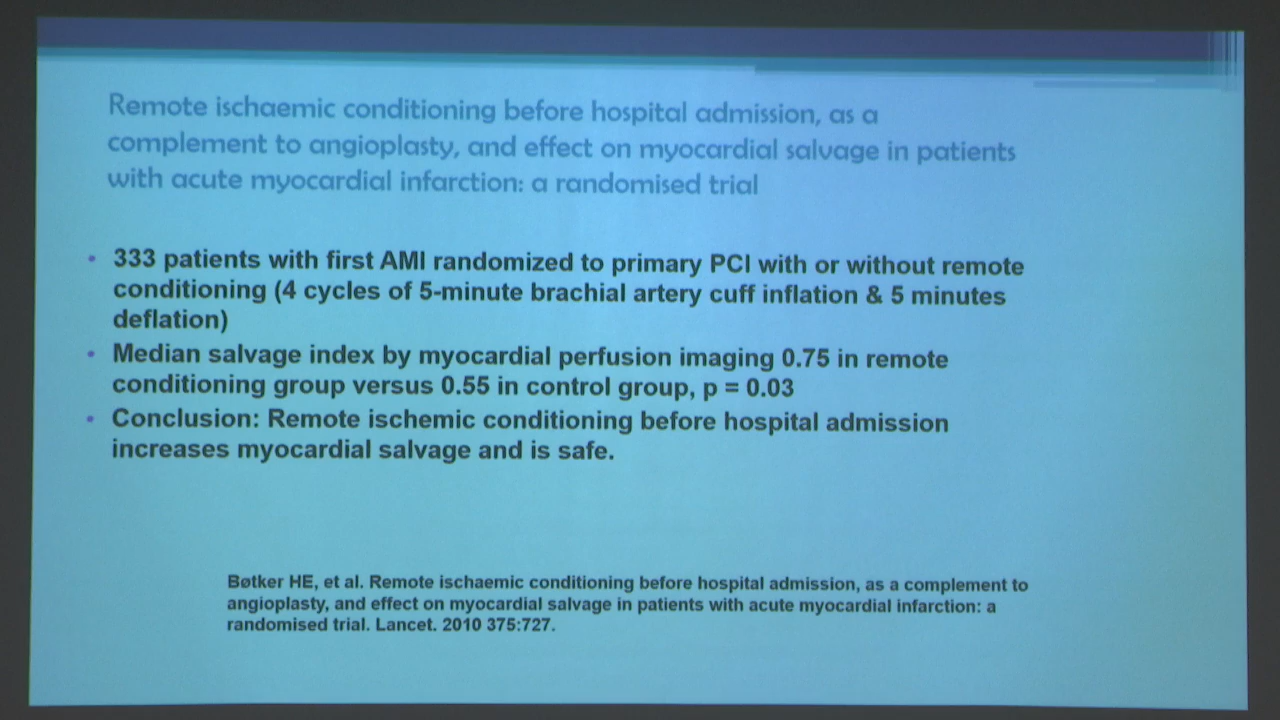 Remote ischaemic conditioning before hospital admission, as a
complement to angioplasty, and effect on myocardial salvage in patients
with acute myocardial infarction: a randomised trial
• 333 patients with first AMI randomized to primary PCI with or without remote
conditioning (4 cycles of 5-minute brachial artery cuff inflation & 5 minutes
deflation)
• Median salvage index by myocardial perfusion imaging 0.75 in remote
conditioning group versus 0.55 in control group, p = 0.03
• Conclusion: Remote ischemic conditioning before hospital admission
increases myocardial salvage and is safe.
Bøtker HE, et al. Remote ischaemic conditioning before hospital admission, as a complement to
angioplasty, and effect on myocardial salvage in patients with acute myocardial infarction: a
randomised trial. Lancet. 2010 375:727.